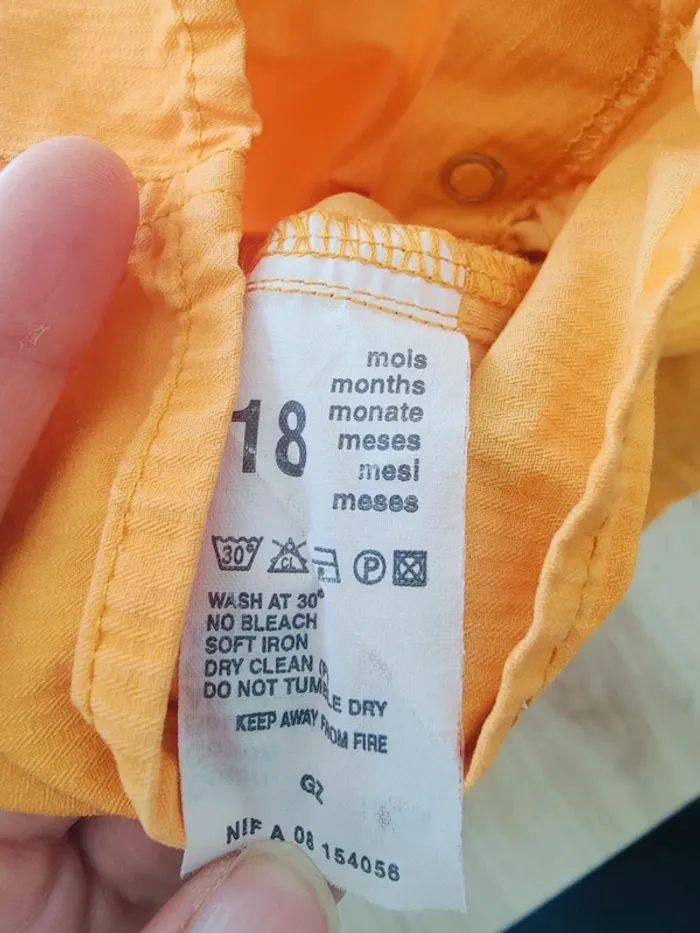 18
mois
months
monate
meses
mesi
meses
30° CL P
WASH AT 30°
NO BLEACH
SOFT IRON
DRY CLEAN (P)
DO NOT TUMBLE DRY
KEEP AWAY FROM FIRE
GZ
NIF A 08 154056